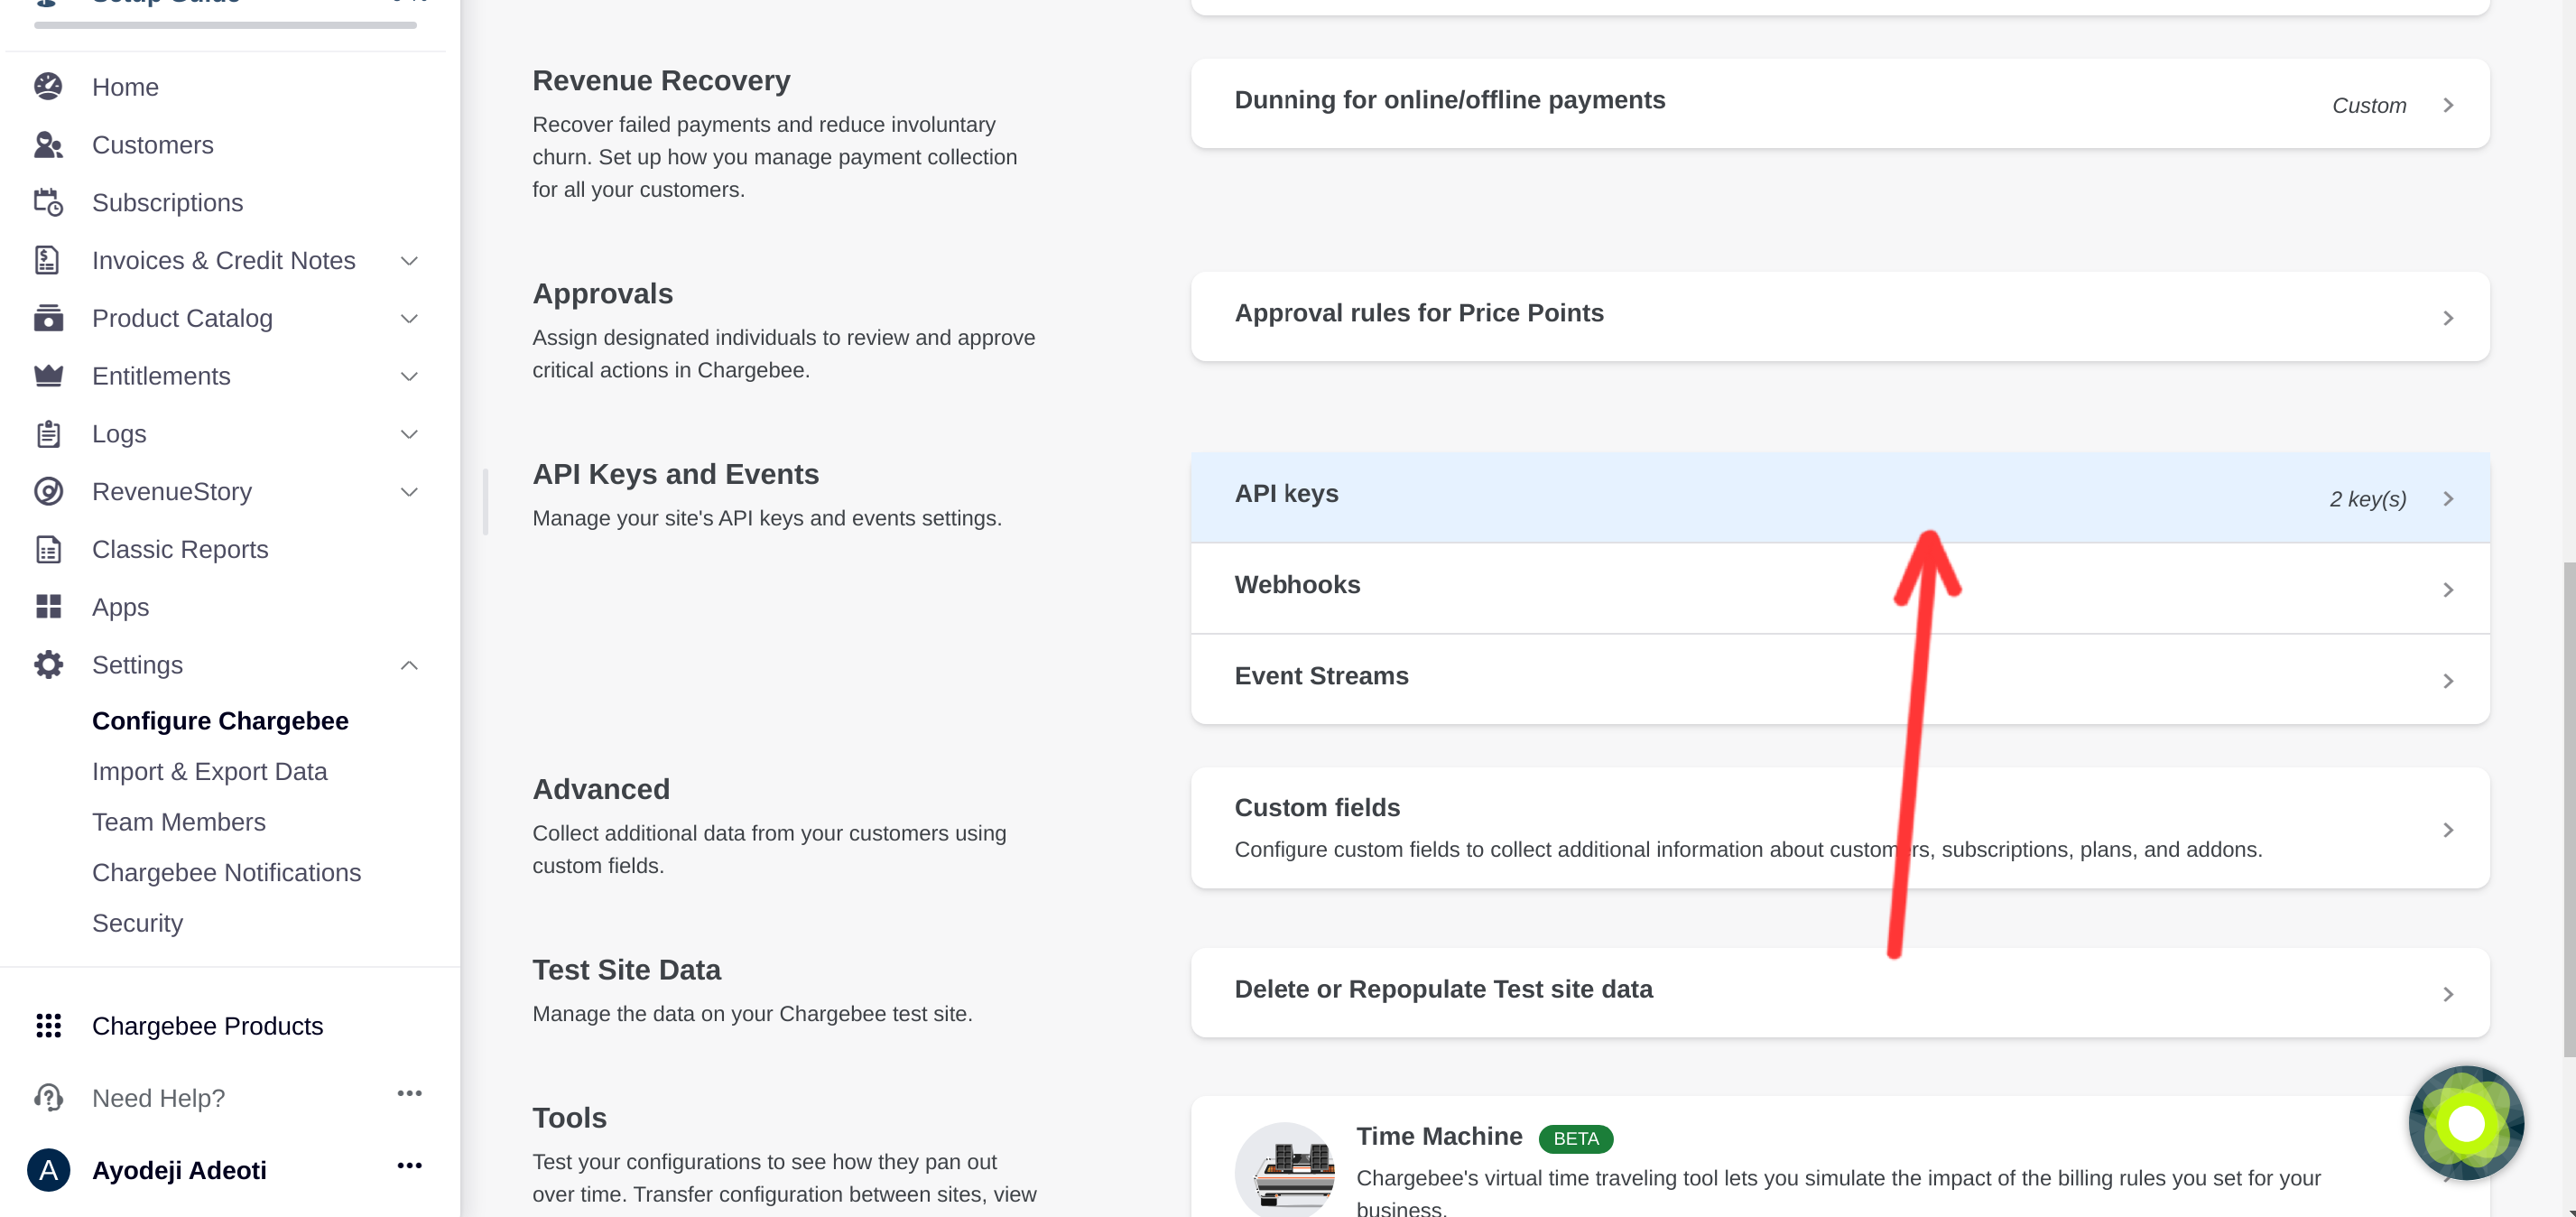 Setup Guide
Home
Customers
Subscriptions
Invoices & Credit Notes
Product Catalog
Entitlements
Logs
RevenueStory
Classic Reports
Apps
Settings
Configure Chargebee
Import & Export Data
Team Members
Chargebee Notifications
Security
Chargebee Products
Need Help?
A
Ayodeji Adeoti
Revenue Recovery
Recover failed payments and reduce involuntary
churn. Set up how you manage payment collection
for all your customers.
Dunning for online/offline payments
Custom
Approvals
Assign designated individuals to review and approve
critical actions in Chargebee.
Approval rules for Price Points
API Keys and Events
Manage your site's API keys and events settings.
API keys
2 key(s)
Webhooks
Event Streams
Advanced
Collect additional data from your customers using
custom fields.
Custom fields
Configure custom fields to collect additional information about customers, subscriptions, plans, and addons.
Test Site Data
Manage the data on your Chargebee test site.
Delete or Repopulate Test site data
Tools
Test your configurations to see how they pan out
over time. Transfer configuration between sites, view
Time Machine BETA
Chargebee's virtual time traveling tool lets you simulate the impact of the billing rules you set for your
business.